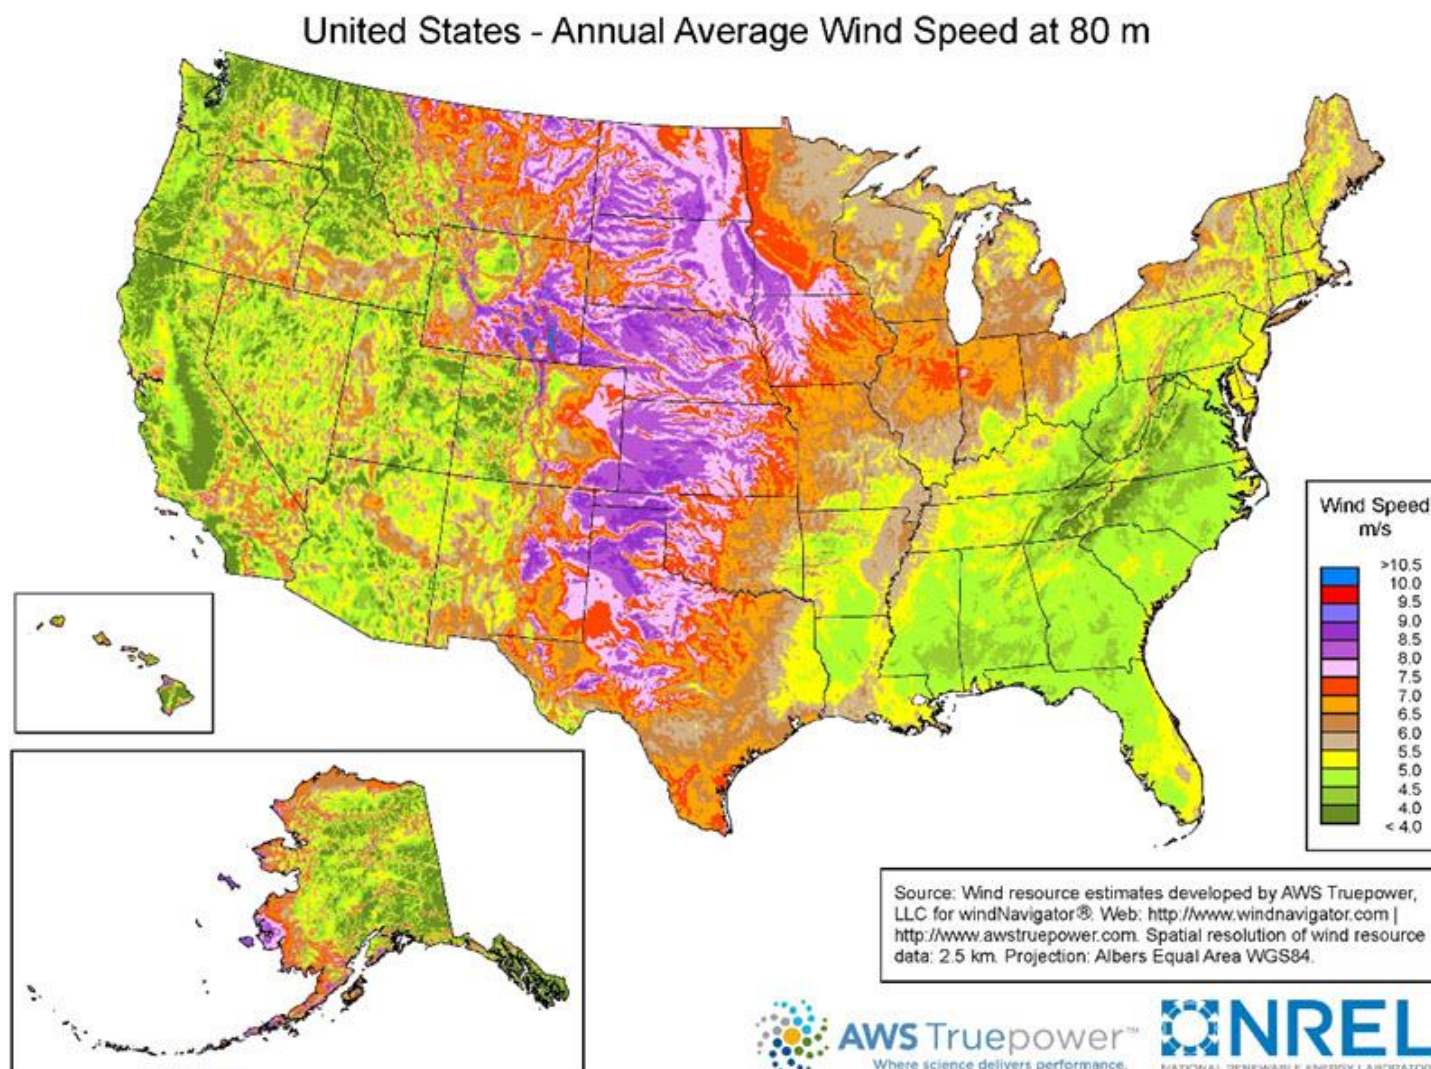 United States - Annual Average Wind Speed at 80 m
Wind Speed
m/s
>10.5
10.0
9.5
9.0
8.5
8.0
7.5
7.0
6.5
6.0
5.5
5.0
4.5
4.0
< 4.0
Source: Wind resource estimates developed by AWS Truepower,
LLC for windNavigator®. Web: http://www.windnavigator.com |
http://www.awstruepower.com. Spatial resolution of wind resource
data: 2.5 km. Projection: Albers Equal Area WGS84.
AWS Truepower™
Where science delivers performance.
NREL
NATIONAL RENEWABLE ENERGY LABORATORY